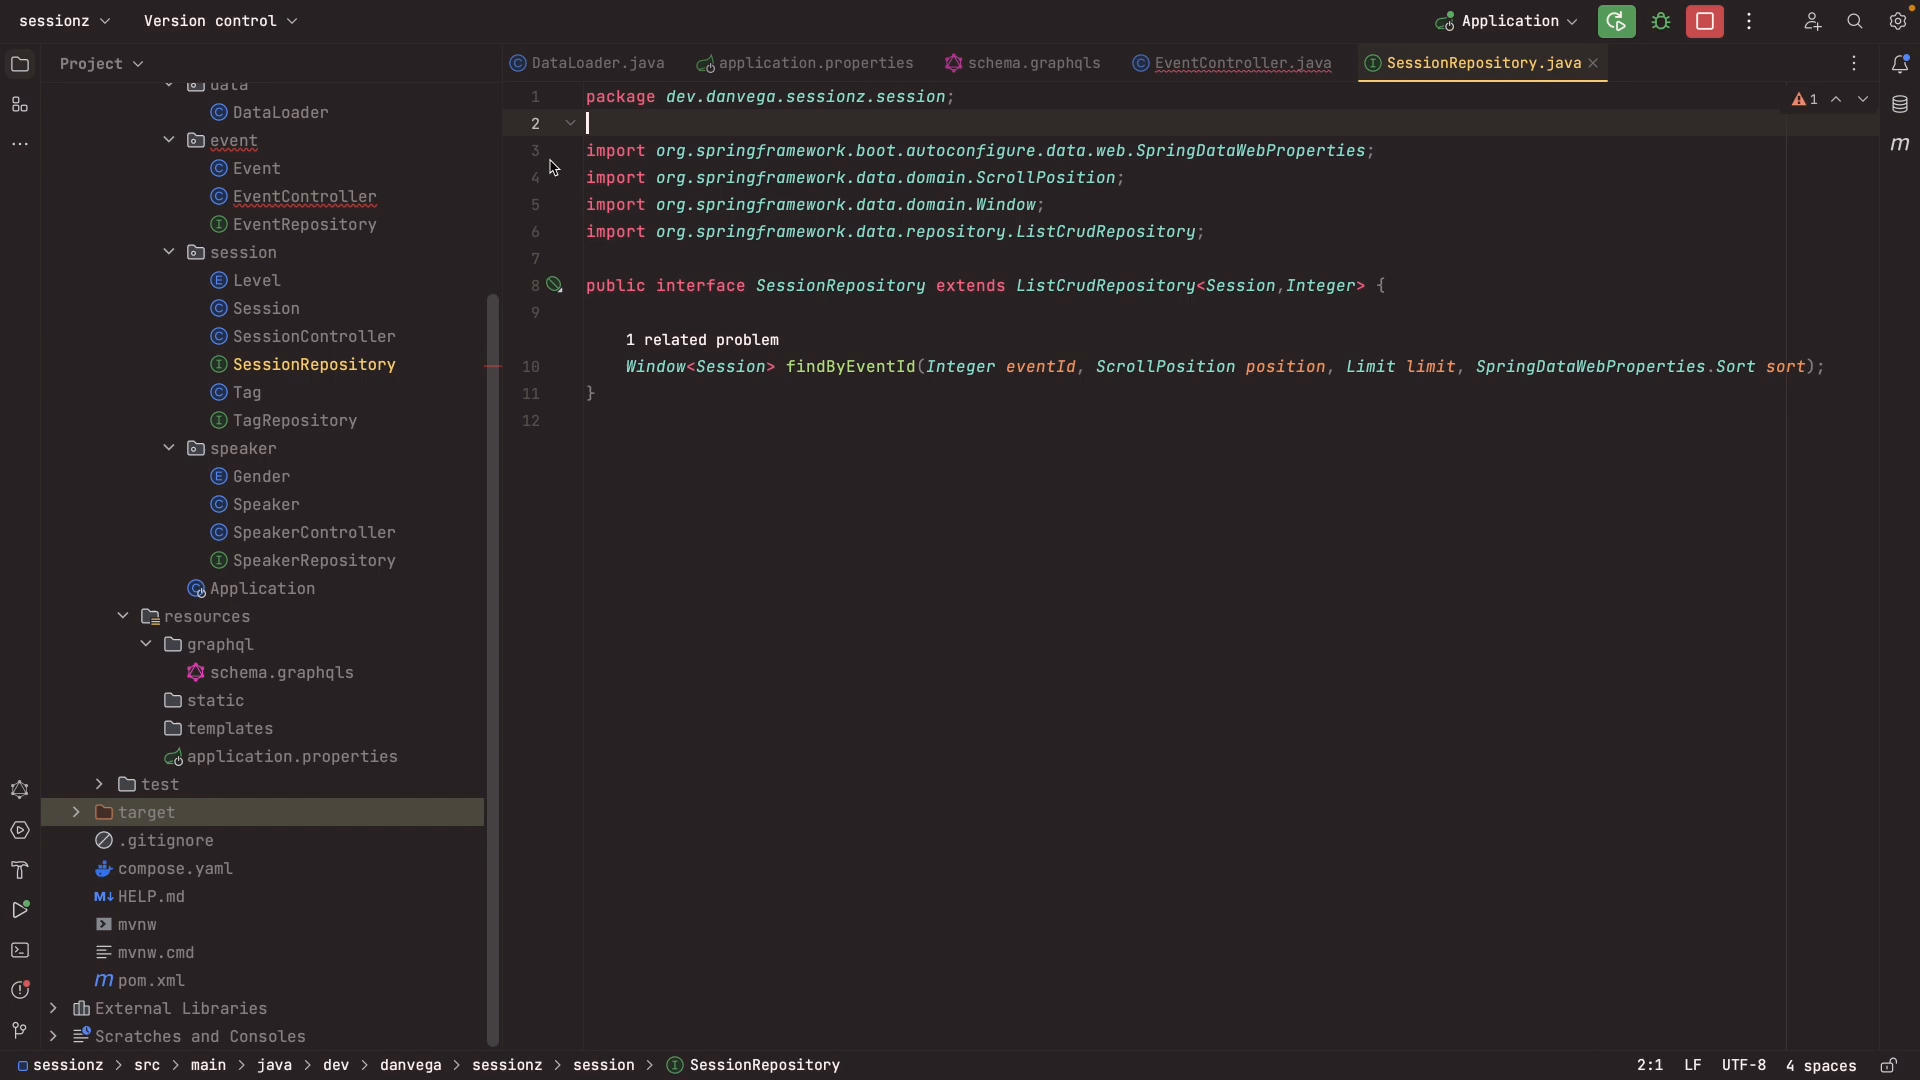 sessionz
Version control
Application
Project
DataLoader.java
application.properties
schema.graphqls
EventController.java
SessionRepository.java
data
DataLoader
event
Event
EventController
EventRepository
session
Level
Session
SessionController
SessionRepository
Tag
TagRepository
speaker
Gender
Speaker
SpeakerController
SpeakerRepository
Application
resources
graphql
schema.graphqls
static
templates
application.properties
test
target
.gitignore
compose.yaml
M↓ HELP.md
mvnw
mvnw.cmd
m pom.xml
External Libraries
Scratches and Consoles
1 package dev.danvega.sessionz.session;
2
3 import org.springframework.boot.autoconfigure.data.web.SpringDataWebProperties;
4 import org.springframework.data.domain.ScrollPosition;
5 import org.springframework.data.domain.Window;
6 import org.springframework.data.repository.ListCrudRepository;
7
8 public interface SessionRepository extends ListCrudRepository<Session,Integer> {
9
1 related problem
10 Window<Session> findByEventId(Integer eventId, ScrollPosition position, Limit limit, SpringDataWebProperties.Sort sort);
11 }
12
1
m
sessionz > src > main > java > dev > danvega > sessionz > session > SessionRepository
2:1 LF UTF-8 4 spaces